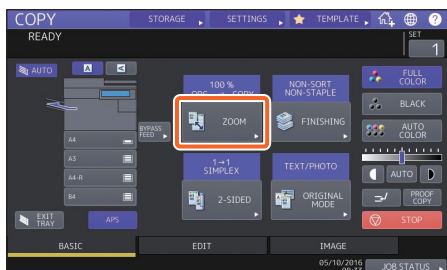 COPY
STORAGE SETTINGS TEMPLATE
READY
SET
1
AUTO A A
100 %
NON-SORT
NON-STAPLE
FULL
COLOR
ZOOM
FINISHING
BLACK
BYPASS
FEED
AUTO
COLOR
A4
A3
A4-R
B4
1→1
SIMPLEX
TEXT/PHOTO
AUTO
2-SIDED
ORIGINAL
MODE
PROOF
COPY
EXIT
TRAY
APS
STOP
BASIC EDIT IMAGE
05/10/2016
JOB STATUS